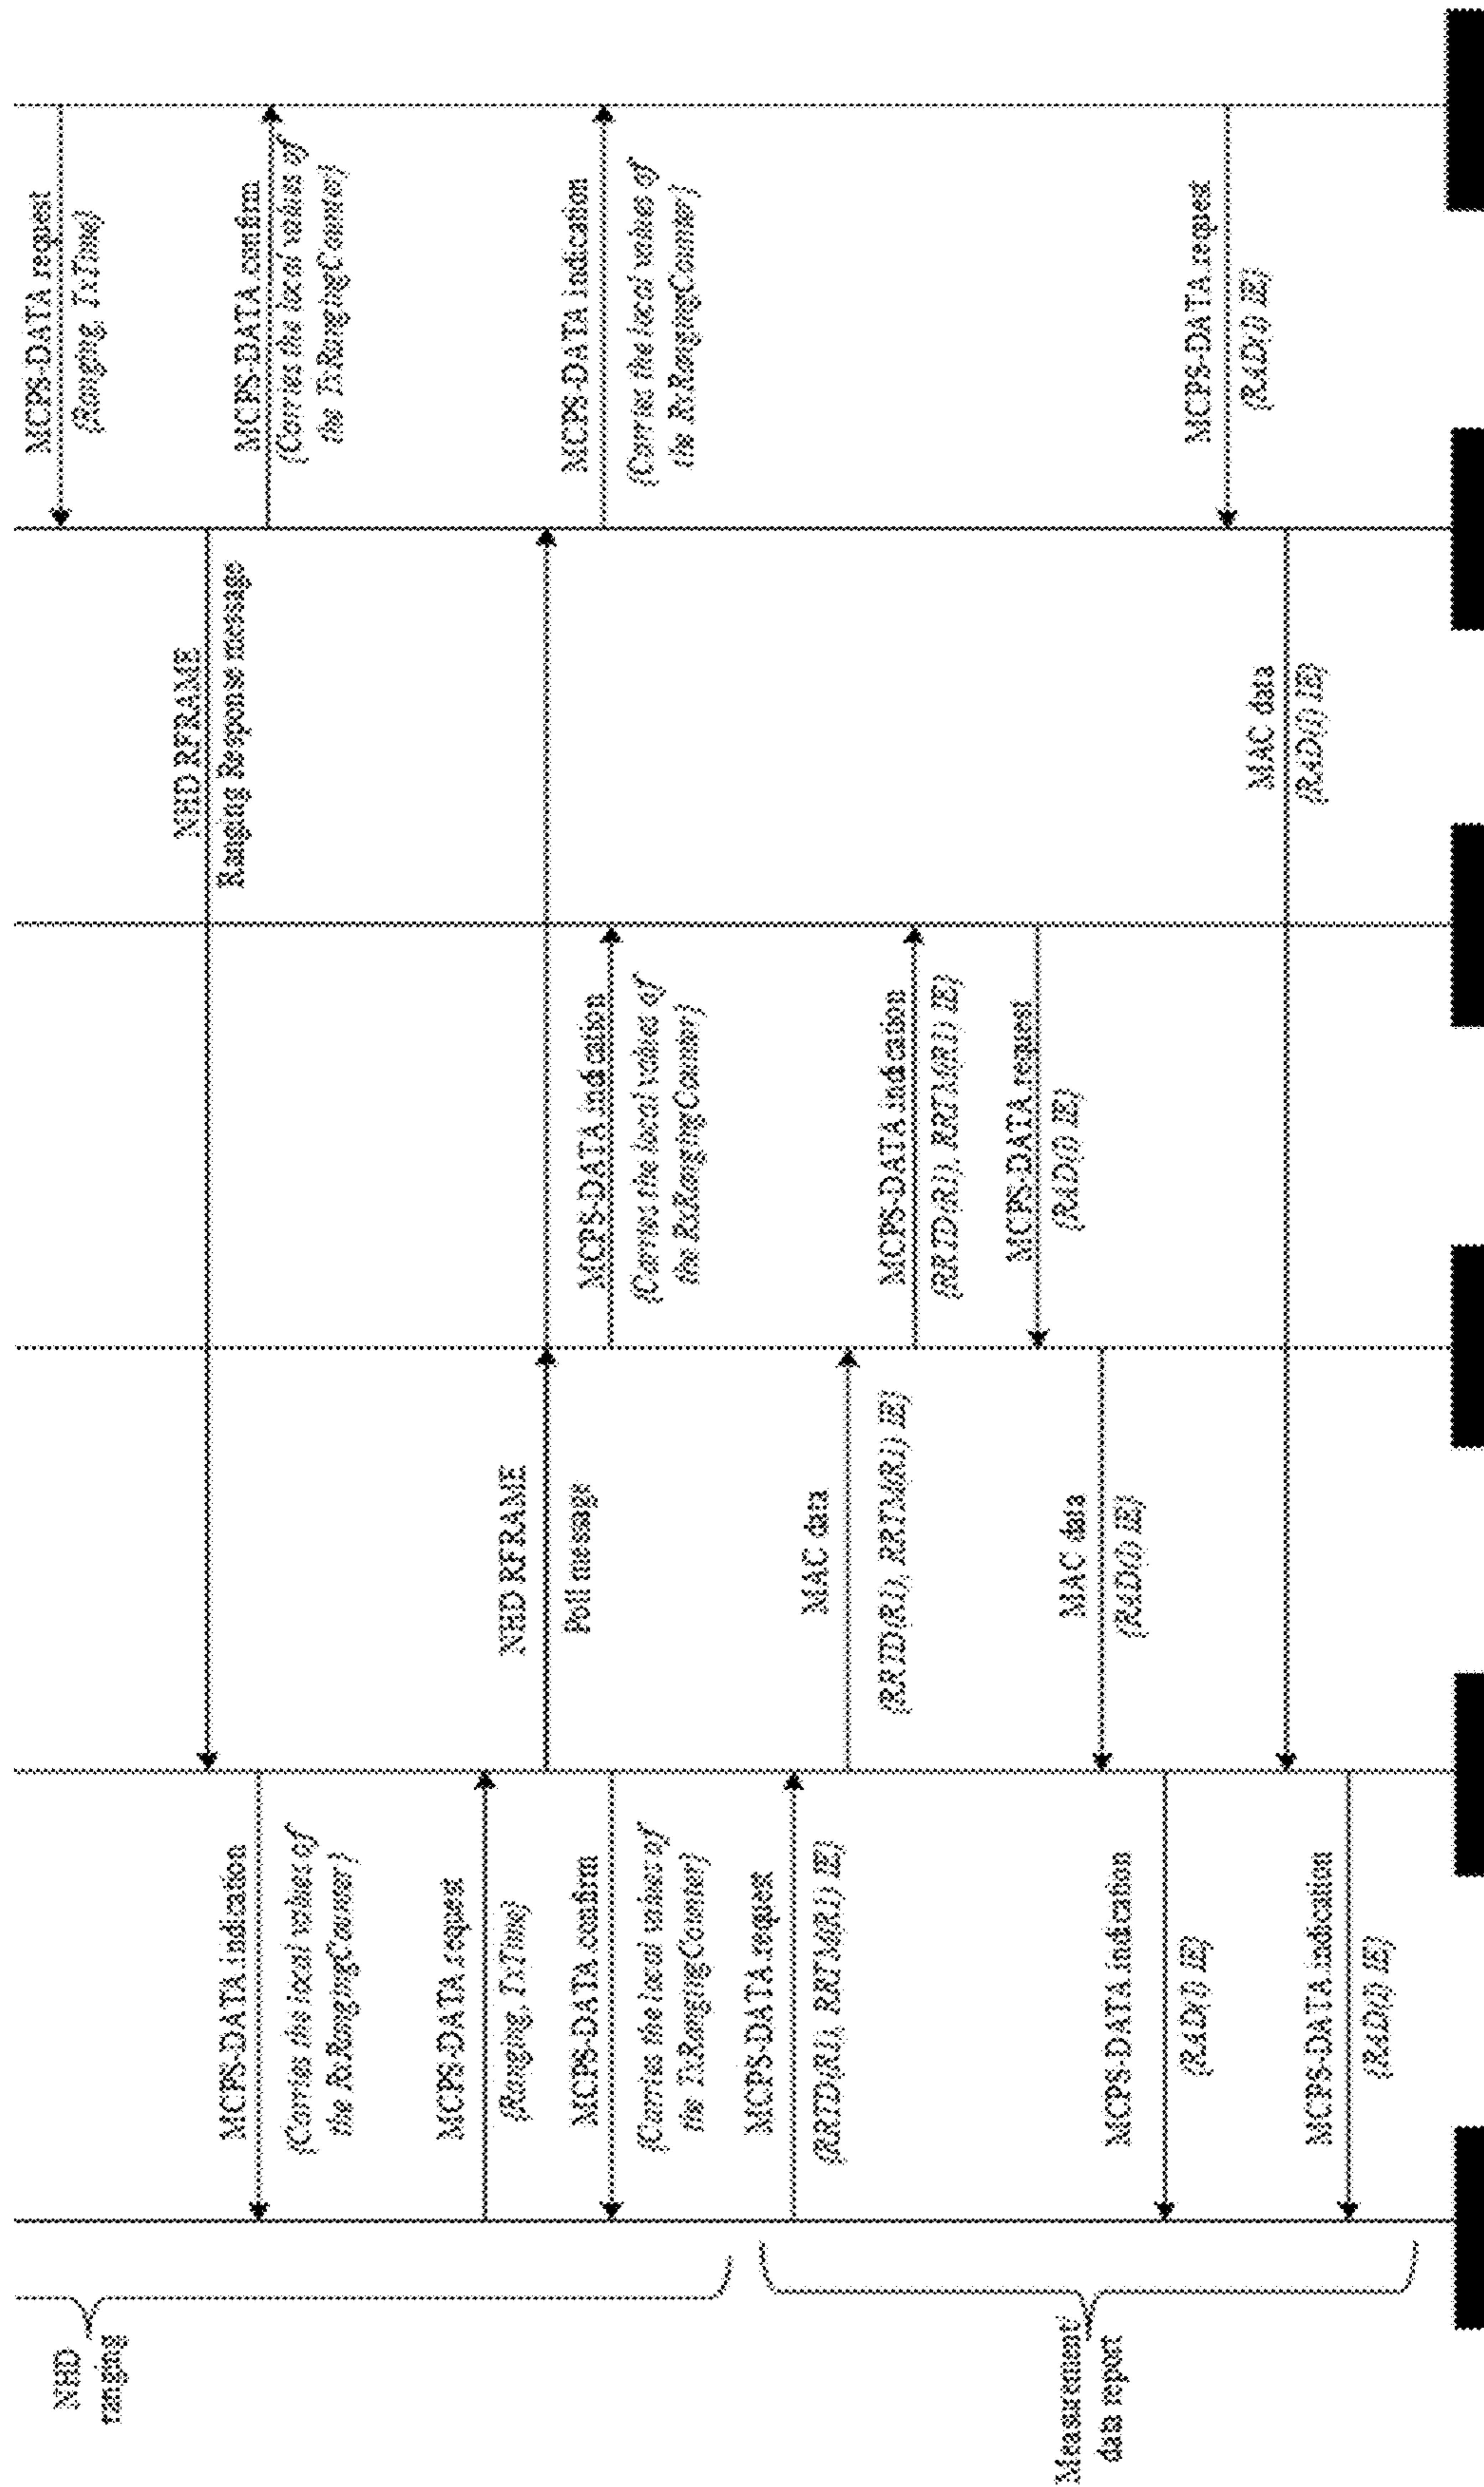 NHD
ranging
MCPS-DATA request
(Ranging, TxTime)
NHD RFRAME
Ranging Response message
MCPS-DATA indication
(Carries the local values of
the RxRangingCounter)
MCPS-DATA confirm
(Carries the local values of
the TxRangingCounter)
MCPS-DATA request
(Ranging, TxTime)
NHD RFRAME
Poll message
MCPS-DATA confirm
(Carries the local values of
the TxRangingCounter)
MCPS-DATA indication
(Carries the local values of
the RxRangingCounter)
MCPS-DATA indication
(Carries the local values of
the RxRangingCounter)
Measurement/
data report
MCPS-DATA request
(RRTD(R1), RRTM(R1) IE)
MAC data
(RRTD(R1), RRTM(R1) IE)
MCPS-DATA indication
(RRTD(R1), RRTM(R1) IE)
MCPS-DATA request
(RAD(I) IE)
MAC data
(RAD(I) IE)
MCPS-DATA indication
(RAD(I) IE)
MCPS-DATA request
(RAD(I) IE)
MAC data
(RAD(I) IE)
MCPS-DATA indication
(RAD(I) IE)